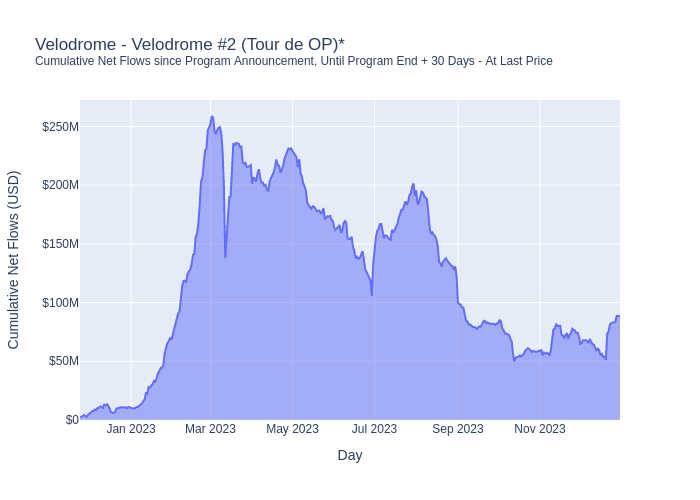 Velodrome - Velodrome #2 (Tour de OP)*
Cumulative Net Flows since Program Announcement, Until Program End + 30 Days - At Last Price
Cumulative Net Flows (USD)
$250M
$200M
$150M
$100M
$50M
$0
Jan 2023
Mar 2023
May 2023
Jul 2023
Sep 2023
Nov 2023
Day